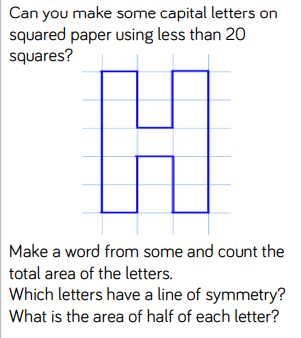 Can you make some capital letters on
squared paper using less than 20
squares?
Make a word from some and count the
total area of the letters.
Which letters have a line of symmetry?
What is the area of half of each letter?